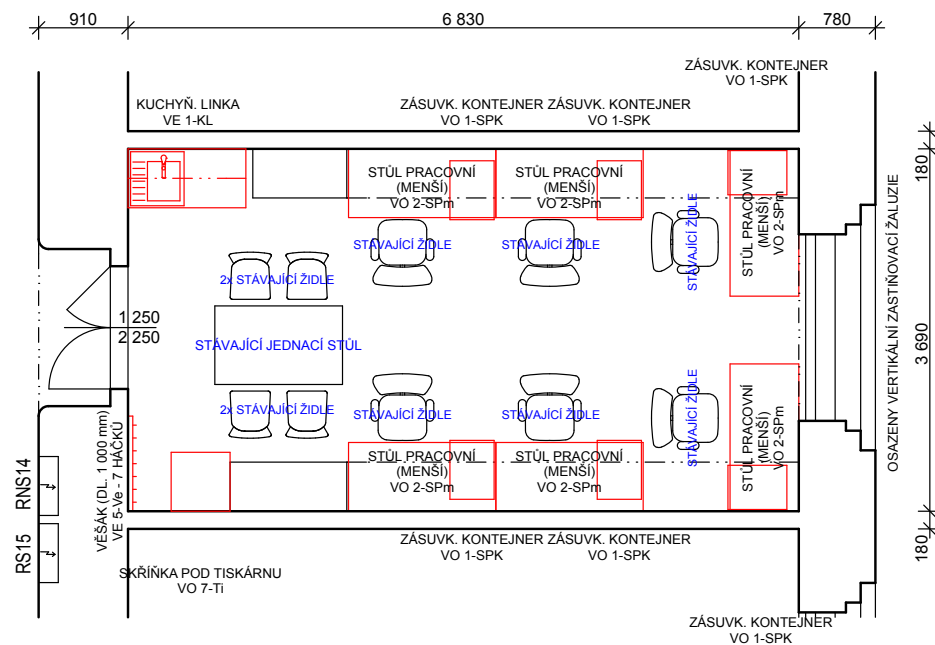 910
6 830
780
ZÁSUVK. KONTEJNER
VO 1-SPK
KUCHYŇ. LINKA
VE 1-KL
ZÁSUVK. KONTEJNER
VO 1-SPK
ZÁSUVK. KONTEJNER
VO 1-SPK
180
STŮL PRACOVNÍ
(MENŠÍ)
VO 2-SPm
STŮL PRACOVNÍ
(MENŠÍ)
VO 2-SPm
STŮL PRACOVNÍ
(MENŠÍ)
VO 2-SPm
STÁVAJÍCÍ ŽIDLE
STÁVAJÍCÍ ŽIDLE
STÁVAJÍCÍ ŽIDLE
2x STÁVAJÍCÍ ŽIDLE
OSAZENY VERTIKÁLNÍ ZASTIŇOVACÍ ŽALUZIE
3 690
1 250
2 250
STÁVAJÍCÍ JEDNACÍ STŮL
2x STÁVAJÍCÍ ŽIDLE
STÁVAJÍCÍ ŽIDLE
STÁVAJÍCÍ ŽIDLE
STÁVAJÍCÍ ŽIDLE
STŮL PRACOVNÍ
(MENŠÍ)
VO 2-SPm
STŮL PRACOVNÍ
(MENŠÍ)
VO 2-SPm
STŮL PRACOVNÍ
(MENŠÍ)
VO 2-SPm
VĚŠÁK (DL. 1 000 mm)
VE 5-Ve - 7 HÁČKŮ
RNS14
RS15
180
ZÁSUVK. KONTEJNER
VO 1-SPK
ZÁSUVK. KONTEJNER
VO 1-SPK
SKŘÍŇKA POD TISKÁRNU
VO 7-Ti
ZÁSUVK. KONTEJNER
VO 1-SPK